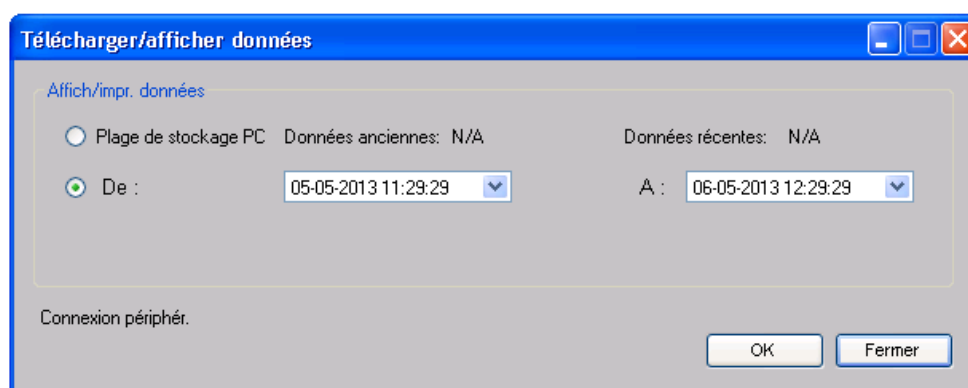 Télécharger/afficher données
Affich/impr. données
Plage de stockage PC Données anciennes: N/A Données récentes: N/A
De : 05-05-2013 11:29:29 A : 06-05-2013 12:29:29
Connexion périphér.
OK Fermer